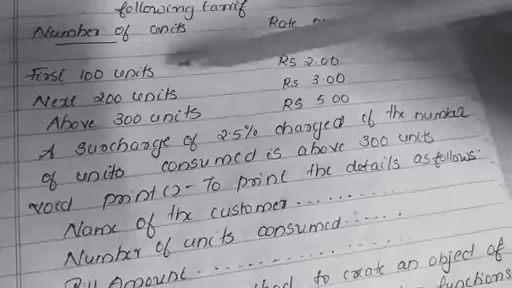 following tarrif
Number of units Rate
First 100 units Rs 2.00
Next 200 units Rs 3.00
Above 300 units Rs 5 00
A surcharge of 2.5% charged if the number
of units consumed is above 300 units
void print()- To print the details as follows:
Name of the customer..........
Number of units consumed.......
Bill Amount...............
to create an object of
functions